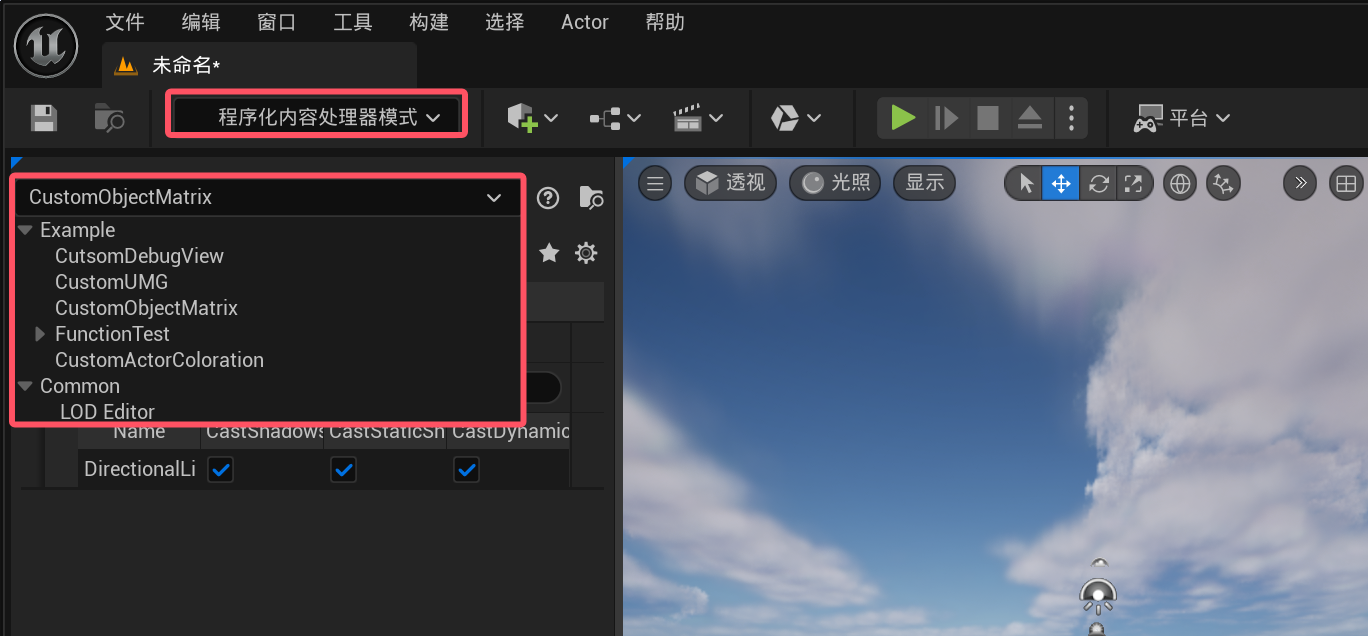 文件 编辑 窗口 工具 构建 选择 Actor 帮助
未命名*
程序化内容处理器模式 平台
CustomObjectMatrix
透视 光照 显示
Example
CutsomDebugView
CustomUMG
CustomObjectMatrix
FunctionTest
CustomActorColoration
Common
LOD Editor
Name CastShadows CastStaticSh CastDynamic
DirectionalLi